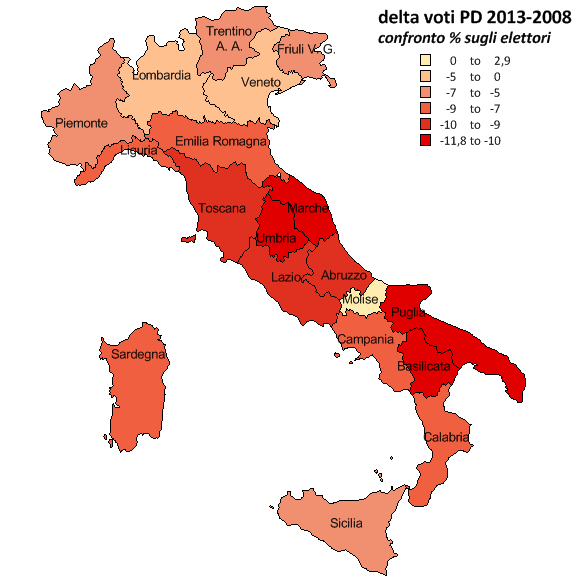 delta voti PD 2013-2008
confronto % sugli elettori
0 to 2,9
-5 to 0
-7 to -5
-9 to -7
-10 to -9
-11,8 to -10
Trentino
A. A.
Friuli V. G.
Lombardia
Veneto
Piemonte
Emilia Romagna
Liguria
Toscana
Marche
Umbria
Lazio
Abruzzo
Molise
Puglia
Campania
Basilicata
Sardegna
Calabria
Sicilia